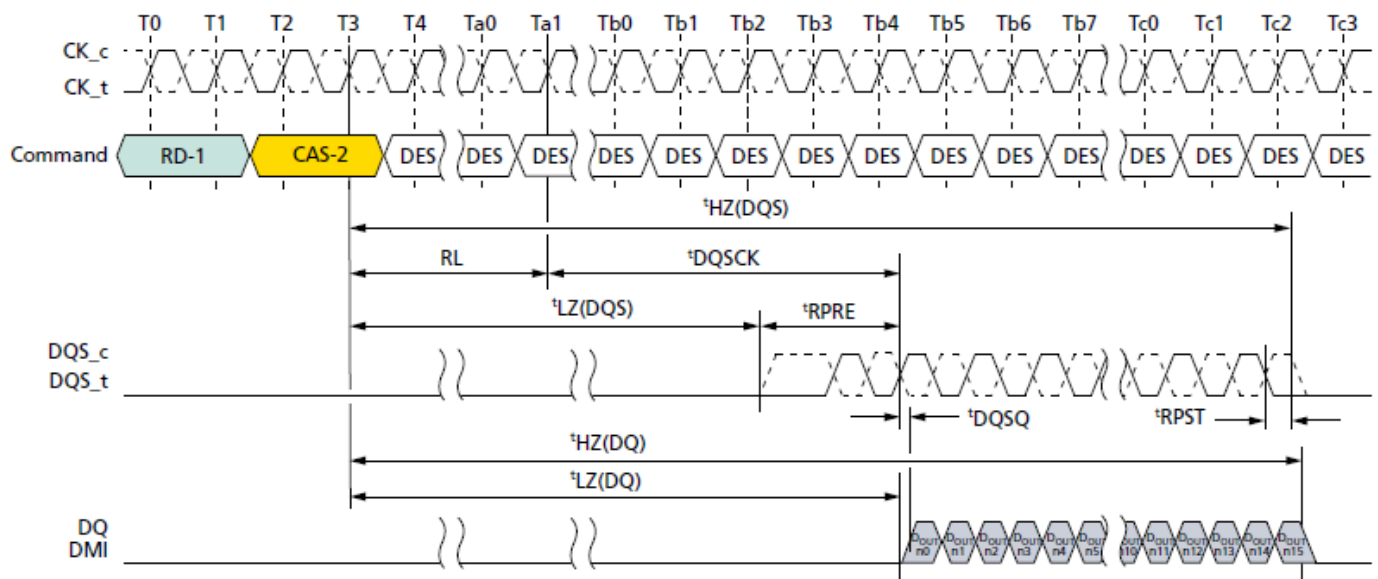 T0 T1 T2 T3 T4 Ta0 Ta1 Tb0 Tb1 Tb2 Tb3 Tb4 Tb5 Tb6 Tb7 Tc0 Tc1 Tc2 Tc3
CK_c
CK_t
Command RD-1 CAS-2 DES DES DES DES DES DES DES DES DES DES DES DES DES DES DES
tHZ(DQS)
RL tDQSCK
tLZ(DQS) tRPRE
DQS_c
DQS_t
tDQSQ tRPST
tHZ(DQ)
tLZ(DQ)
DQ
DMI
DOUT n0 DOUT n1 DOUT n2 DOUT n3 DOUT n4 DOUT n5 DOUT n10 DOUT n11 DOUT n12 DOUT n13 DOUT n14 DOUT n15